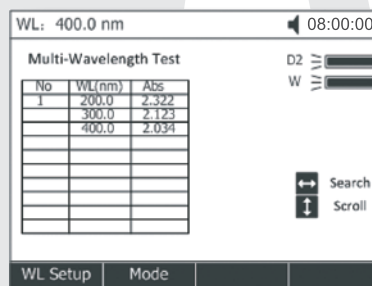 WL: 400.0 nm 08:00:00
Multi-Wavelength Test
D2
W
No WL(nm) Abs
1 200.0 2.322
300.0 2.123
400.0 2.034
Search
Scroll
WL Setup Mode